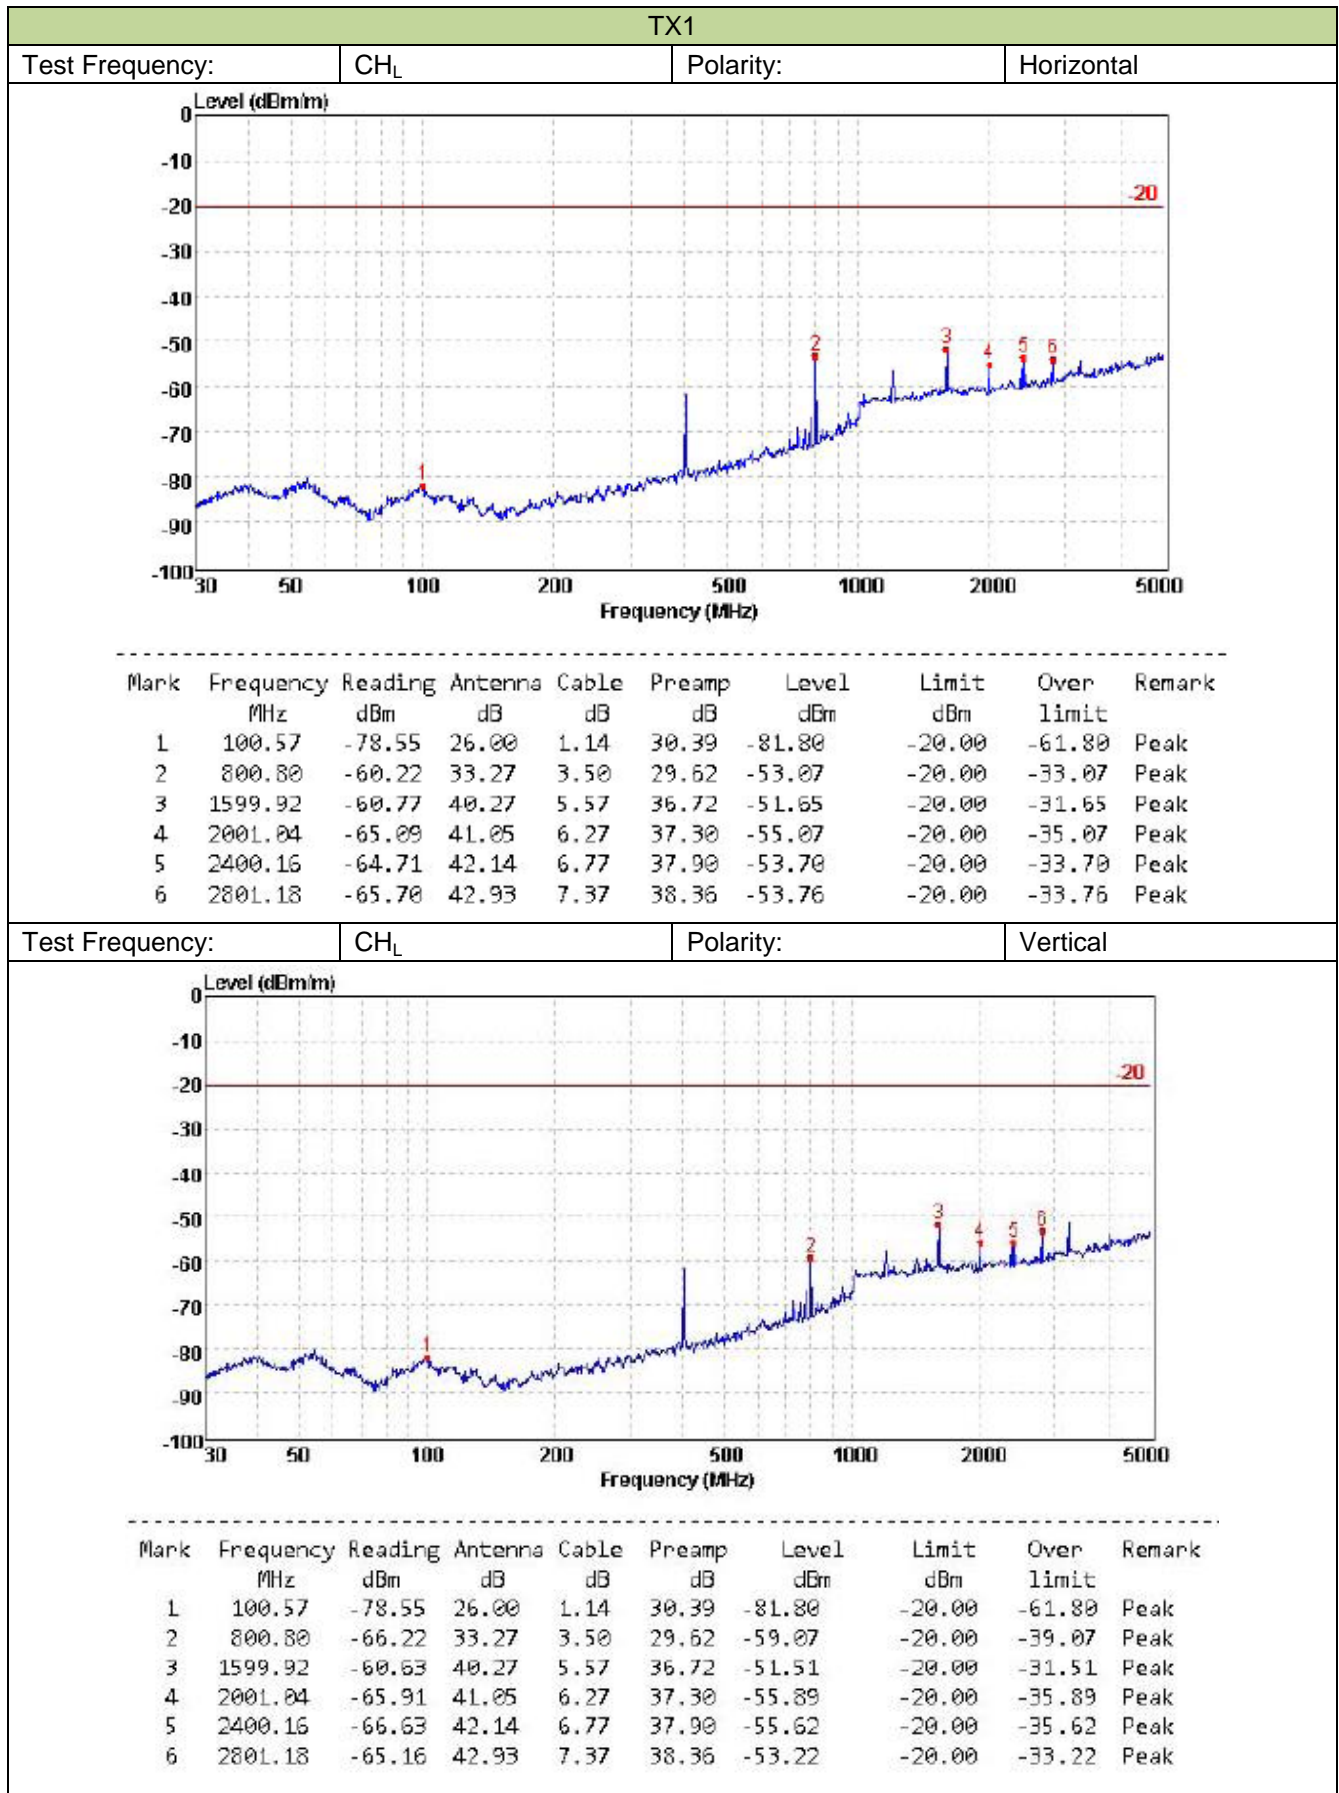 TX1
Test Frequency: CHL Polarity: Horizontal
Level (dBm/m)
0
-10
-20
-20
-30
-40
-50
2 3 4 5 6
-60
-70
-80
1
-90
-100
30 50 100 200 500 1000 2000 5000
Frequency (MHz)
Mark Frequency Reading Antenna Cable Preamp Level Limit Over Remark
MHz dBm dB dB dB dBm dBm limit
1 100.57 -78.55 26.00 1.14 30.39 -81.80 -20.00 -61.80 Peak
2 800.80 -60.22 33.27 3.50 29.62 -53.07 -20.00 -33.07 Peak
3 1599.92 -60.77 40.27 5.57 36.72 -51.65 -20.00 -31.65 Peak
4 2001.04 -65.09 41.05 6.27 37.30 -55.07 -20.00 -35.07 Peak
5 2400.16 -64.71 42.14 6.77 37.90 -53.70 -20.00 -33.70 Peak
6 2801.18 -65.70 42.93 7.37 38.36 -53.76 -20.00 -33.76 Peak
Test Frequency: CHL Polarity: Vertical
Level (dBm/m)
0
-10
-20
-20
-30
-40
-50
2 3 4 5 6
-60
-70
-80
1
-90
-100
30 50 100 200 500 1000 2000 5000
Frequency (MHz)
Mark Frequency Reading Antenna Cable Preamp Level Limit Over Remark
MHz dBm dB dB dB dBm dBm limit
1 100.57 -78.55 26.00 1.14 30.39 -81.80 -20.00 -61.80 Peak
2 800.80 -66.22 33.27 3.50 29.62 -59.07 -20.00 -39.07 Peak
3 1599.92 -60.63 40.27 5.57 36.72 -51.51 -20.00 -31.51 Peak
4 2001.04 -65.91 41.05 6.27 37.30 -55.89 -20.00 -35.89 Peak
5 2400.16 -66.63 42.14 6.77 37.90 -55.62 -20.00 -35.62 Peak
6 2801.18 -65.16 42.93 7.37 38.36 -53.22 -20.00 -33.22 Peak